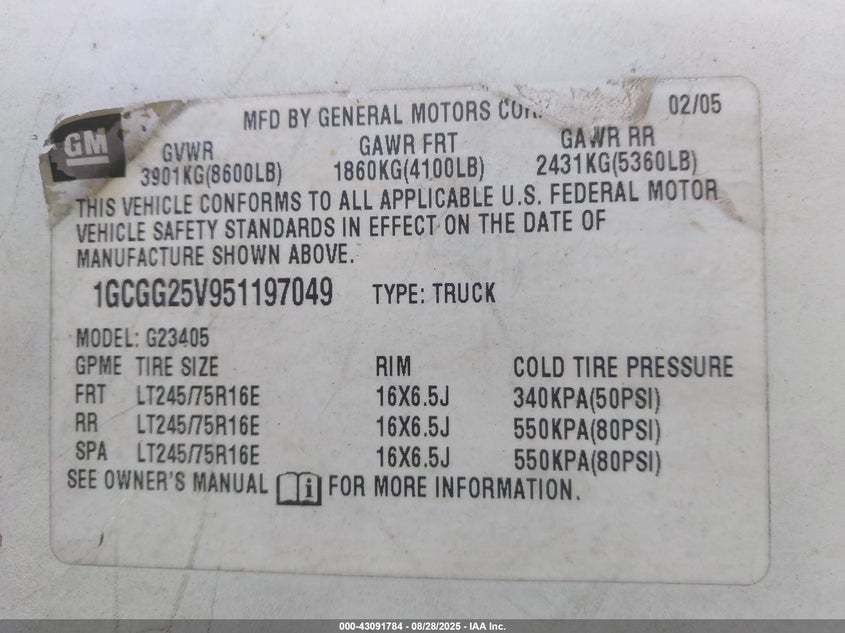 MFD BY GENERAL MOTORS COR. 02/05
GM
GVWR GAWR FRT GAWR RR
3901KG(8600LB) 1860KG(4100LB) 2431KG(5360LB)
THIS VEHICLE CONFORMS TO ALL APPLICABLE U.S. FEDERAL MOTOR
VEHICLE SAFETY STANDARDS IN EFFECT ON THE DATE OF
MANUFACTURE SHOWN ABOVE.
1GCGG25V951197049 TYPE: TRUCK
MODEL: G23405
GPME TIRE SIZE RIM COLD TIRE PRESSURE
FRT LT245/75R16E 16X6.5J 340KPA(50PSI)
RR LT245/75R16E 16X6.5J 550KPA(80PSI)
SPA LT245/75R16E 16X6.5J 550KPA(80PSI)
SEE OWNER'S MANUAL i FOR MORE INFORMATION.
000-43091784 - 08/28/2025 - IAA Inc.